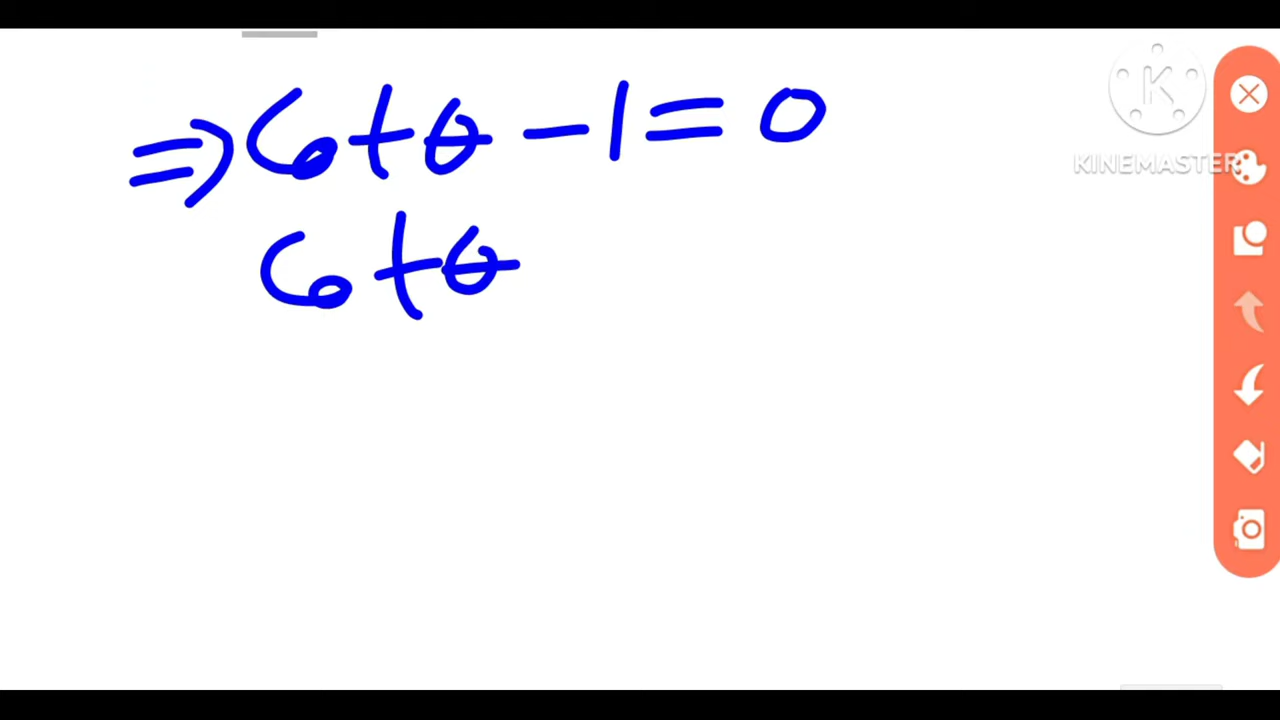 ⇒ Cotθ - 1 = 0
KINEMASTER
Cotθ